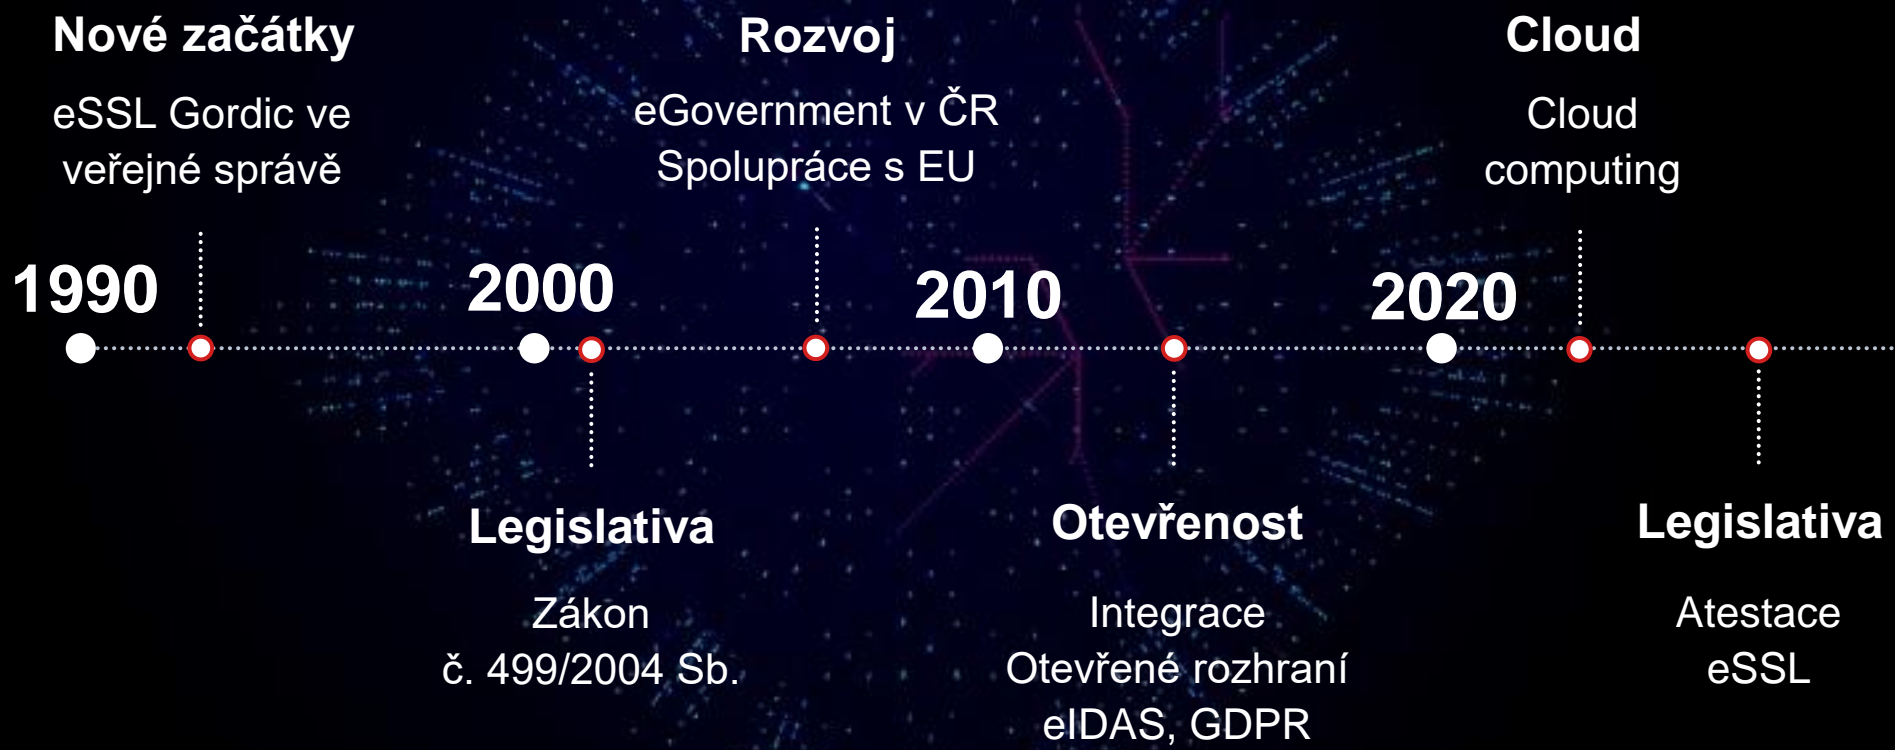 Nové začátky
eSSL Gordic ve
veřejné správě
Rozvoj
eGovernment v ČR
Spolupráce s EU
Cloud
Cloud
computing
1990
2000
2010
2020
Legislativa
Zákon
č. 499/2004 Sb.
Otevřenost
Integrace
Otevřené rozhraní
eIDAS, GDPR
Legislativa
Atestace
eSSL